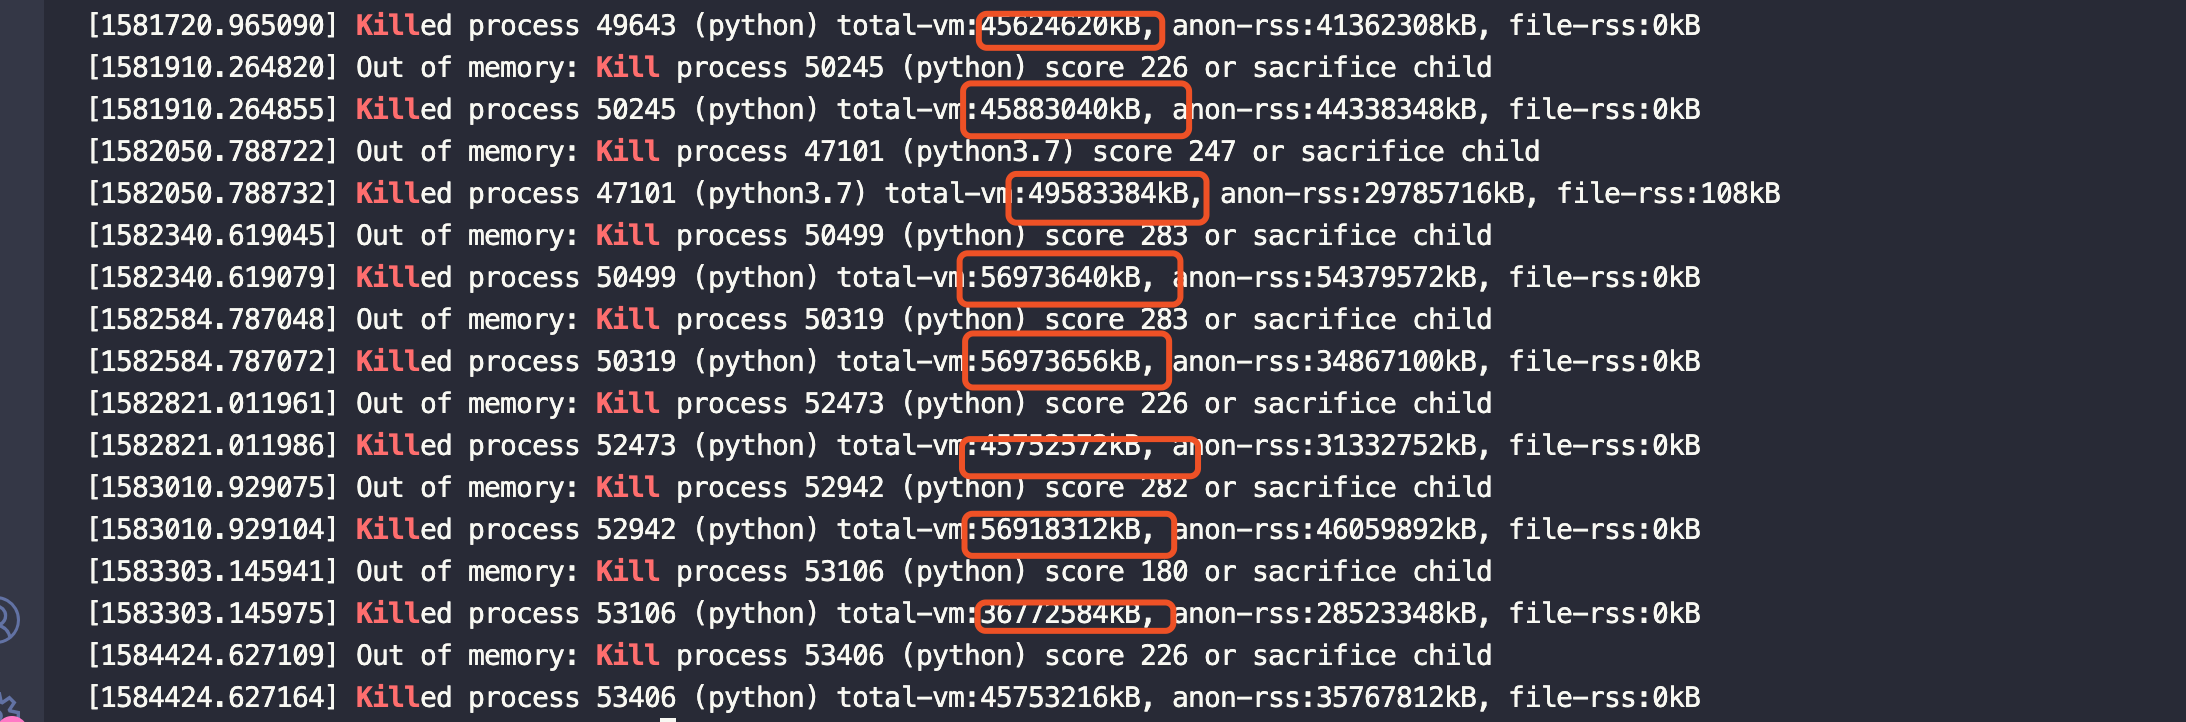 [1581720.965090] Killed process 49643 (python) total-vm:45624620kB, anon-rss:41362308kB, file-rss:0kB
[1581910.264820] Out of memory: Kill process 50245 (python) score 226 or sacrifice child
[1581910.264855] Killed process 50245 (python) total-vm:45883040kB, anon-rss:44338348kB, file-rss:0kB
[1582050.788722] Out of memory: Kill process 47101 (python3.7) score 247 or sacrifice child
[1582050.788732] Killed process 47101 (python3.7) total-vm:49583384kB, anon-rss:29785716kB, file-rss:108kB
[1582340.619045] Out of memory: Kill process 50499 (python) score 283 or sacrifice child
[1582340.619079] Killed process 50499 (python) total-vm:56973640kB, anon-rss:54379572kB, file-rss:0kB
[1582584.787048] Out of memory: Kill process 50319 (python) score 283 or sacrifice child
[1582584.787072] Killed process 50319 (python) total-vm:56973656kB, anon-rss:34867100kB, file-rss:0kB
[1582821.011961] Out of memory: Kill process 52473 (python) score 226 or sacrifice child
[1582821.011986] Killed process 52473 (python) total-vm:45752572kB, anon-rss:31332752kB, file-rss:0kB
[1583010.929075] Out of memory: Kill process 52942 (python) score 282 or sacrifice child
[1583010.929104] Killed process 52942 (python) total-vm:56918312kB, anon-rss:46059892kB, file-rss:0kB
[1583303.145941] Out of memory: Kill process 53106 (python) score 180 or sacrifice child
[1583303.145975] Killed process 53106 (python) total-vm:36772584kB, anon-rss:28523348kB, file-rss:0kB
[1584424.627109] Out of memory: Kill process 53406 (python) score 226 or sacrifice child
[1584424.627164] Killed process 53406 (python) total-vm:45753216kB, anon-rss:35767812kB, file-rss:0kB